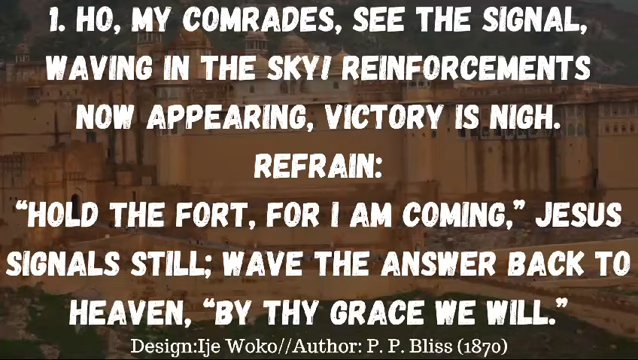 1. HO, MY COMRADES, SEE THE SIGNAL,
WAVING IN THE SKY! REINFORCEMENTS
NOW APPEARING, VICTORY IS NIGH.
REFRAIN:
“HOLD THE FORT, FOR I AM COMING,” JESUS
SIGNALS STILL; WAVE THE ANSWER BACK TO
HEAVEN, “BY THY GRACE WE WILL.”
Design:Ije Woko//Author: P. P. Bliss (1870)